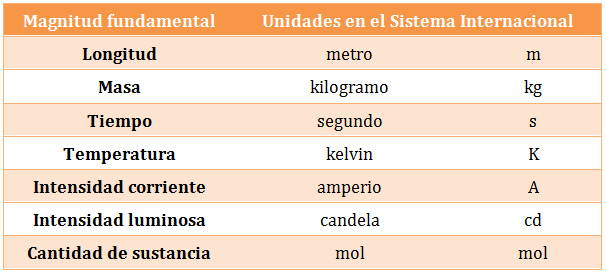 Magnitud fundamental Unidades en el Sistema Internacional
Longitud metro m
Masa kilogramo kg
Tiempo segundo s
Temperatura kelvin K
Intensidad corriente amperio A
Intensidad luminosa candela cd
Cantidad de sustancia mol mol